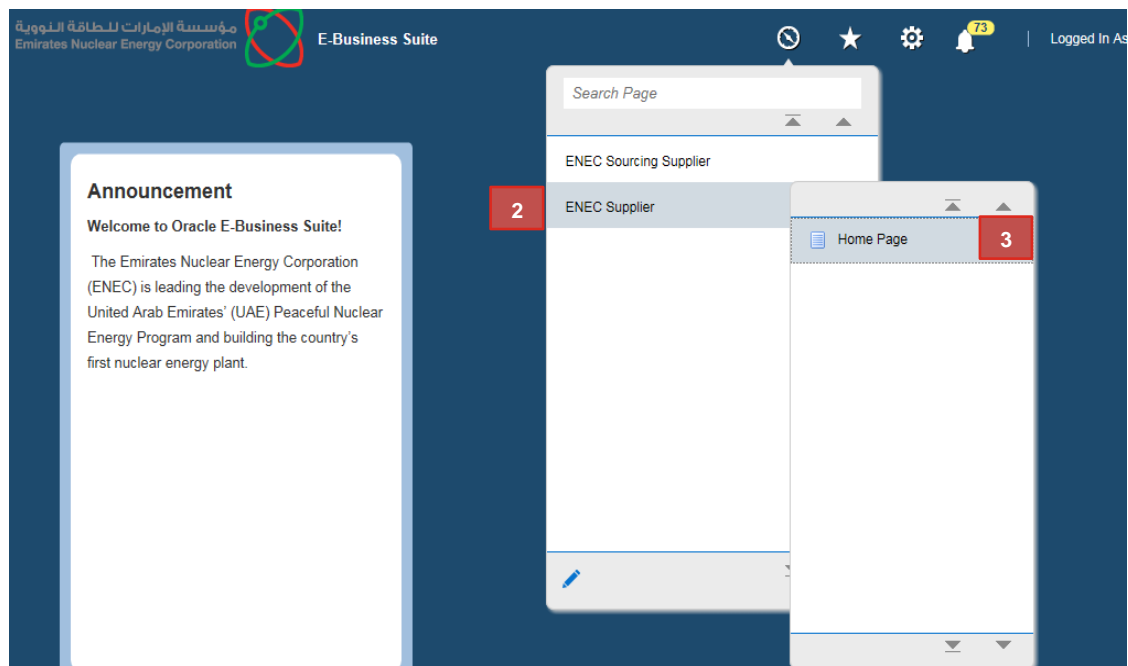 مؤسسة الإمارات للطاقة النووية
Emirates Nuclear Energy Corporation
E-Business Suite
73
Logged In As
Search Page
ENEC Sourcing Supplier
2
ENEC Supplier
Home Page
3
Announcement
Welcome to Oracle E-Business Suite!
The Emirates Nuclear Energy Corporation
(ENEC) is leading the development of the
United Arab Emirates' (UAE) Peaceful Nuclear
Energy Program and building the country's
first nuclear energy plant.